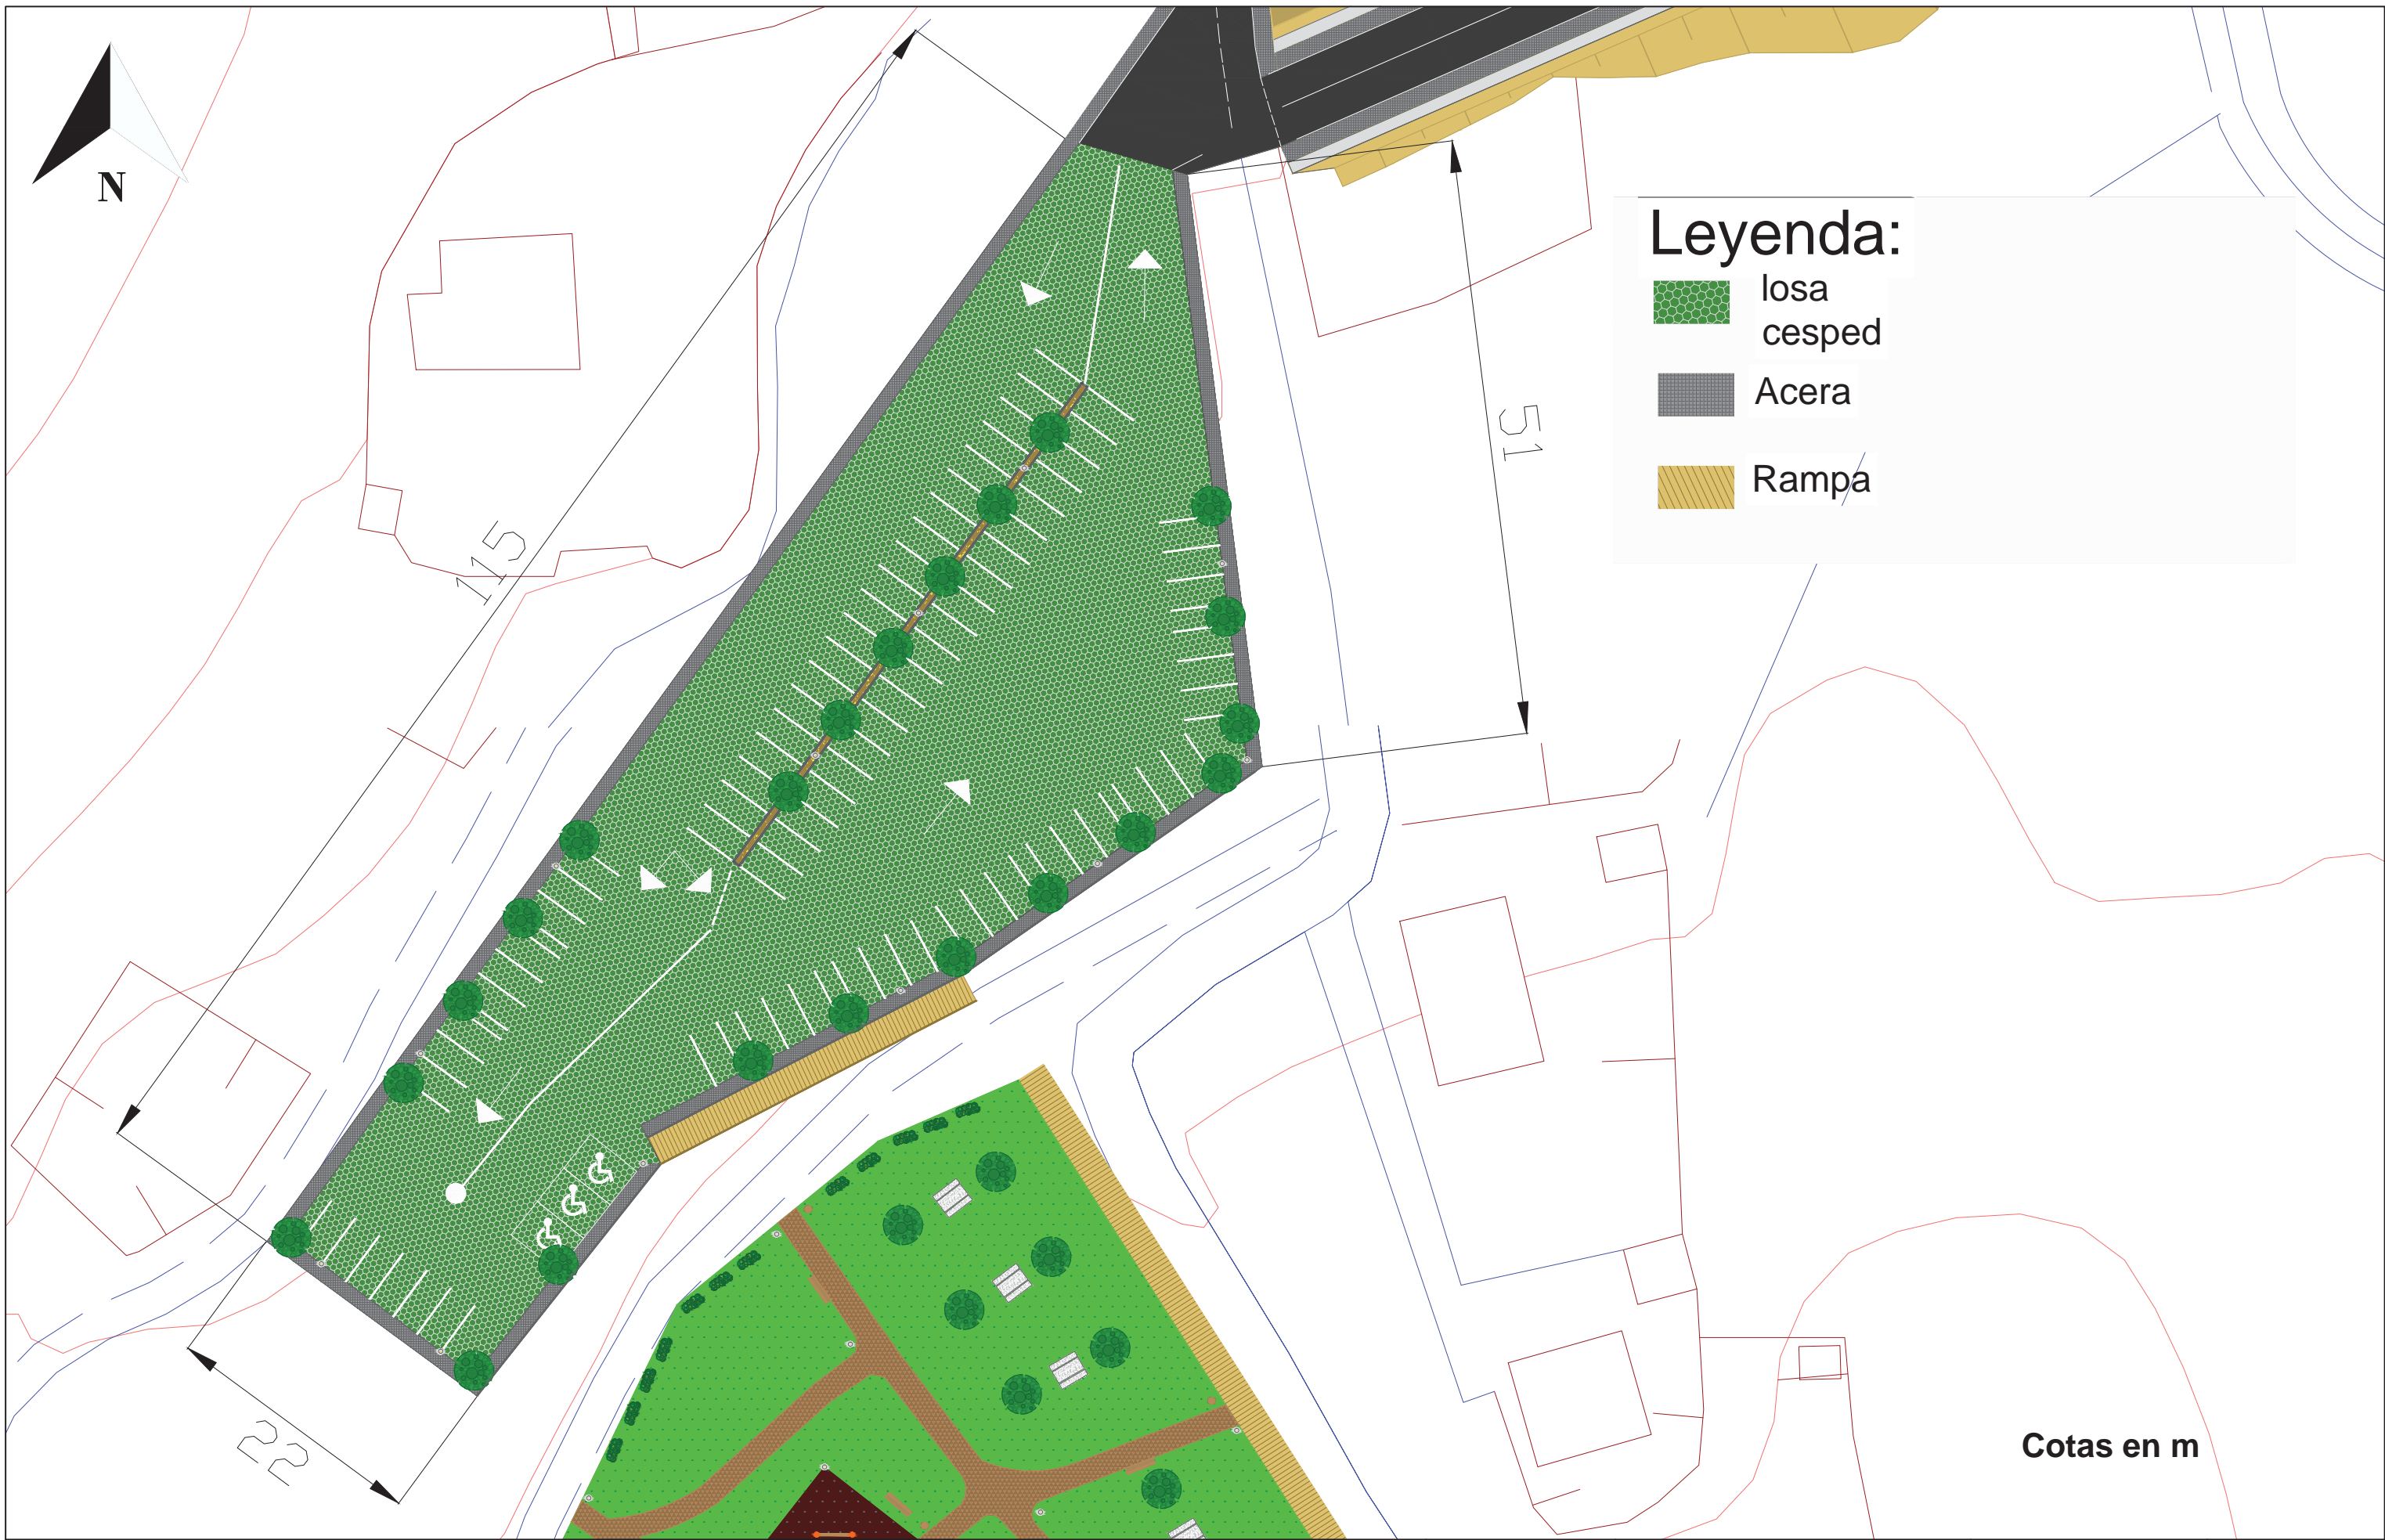 N
Leyenda:
losa
cesped
Acera
Rampa
115
51
22
Cotas en m